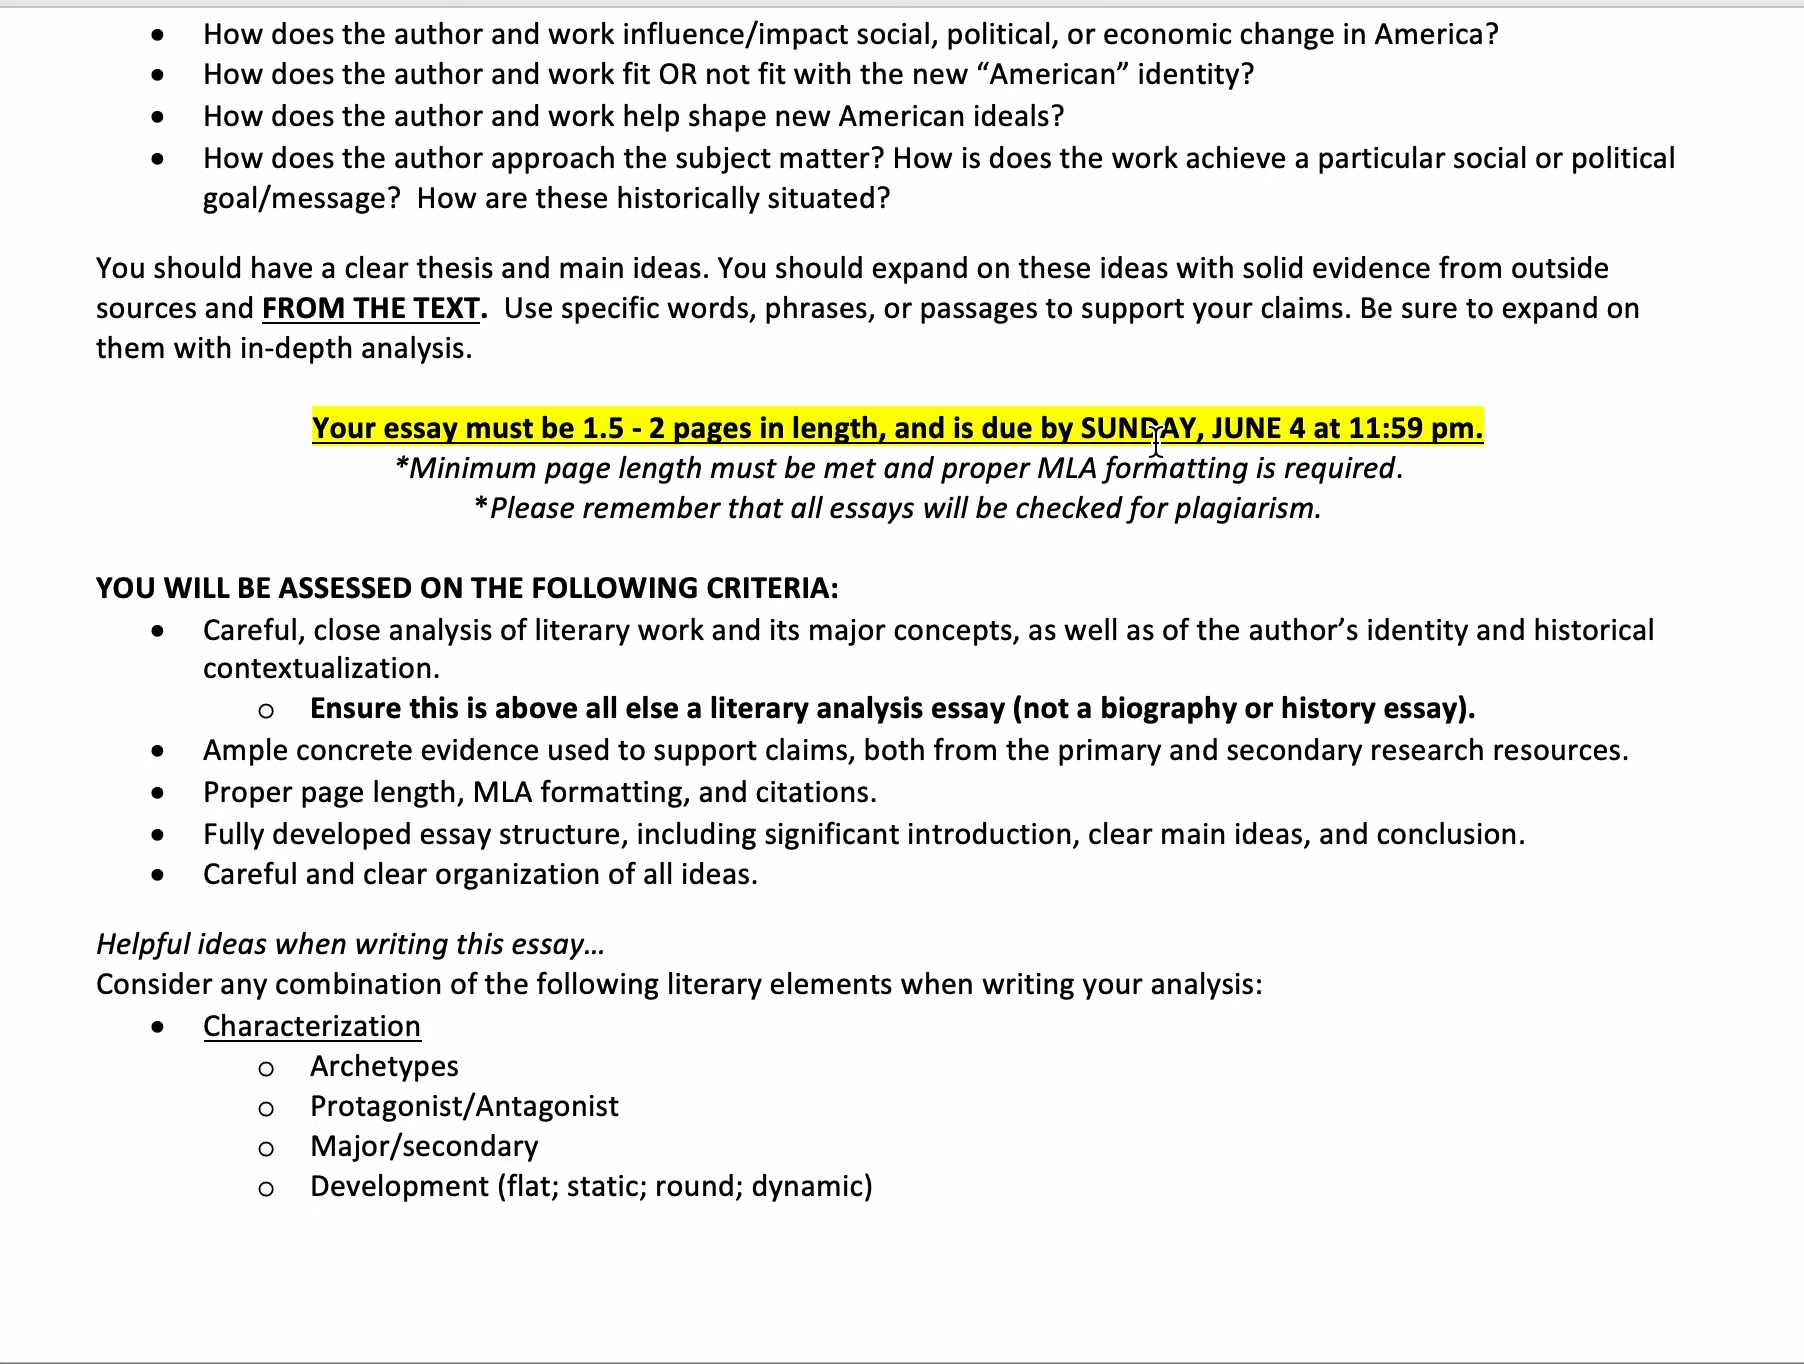 • How does the author and work influence/impact social, political, or economic change in America?
• How does the author and work fit OR not fit with the new “American” identity?
• How does the author and work help shape new American ideals?
• How does the author approach the subject matter? How is does the work achieve a particular social or political
goal/message?  How are these historically situated?
You should have a clear thesis and main ideas. You should expand on these ideas with solid evidence from outside
sources and FROM THE TEXT.  Use specific words, phrases, or passages to support your claims. Be sure to expand on
them with in-depth analysis.
Your essay must be 1.5 - 2 pages in length, and is due by SUNDAY, JUNE 4 at 11:59 pm.
*Minimum page length must be met and proper MLA formatting is required.
*Please remember that all essays will be checked for plagiarism.
YOU WILL BE ASSESSED ON THE FOLLOWING CRITERIA:
• Careful, close analysis of literary work and its major concepts, as well as of the author’s identity and historical
contextualization.
o Ensure this is above all else a literary analysis essay (not a biography or history essay).
• Ample concrete evidence used to support claims, both from the primary and secondary research resources.
• Proper page length, MLA formatting, and citations.
• Fully developed essay structure, including significant introduction, clear main ideas, and conclusion.
• Careful and clear organization of all ideas.
Helpful ideas when writing this essay…
Consider any combination of the following literary elements when writing your analysis:
• Characterization
o Archetypes
o Protagonist/Antagonist
o Major/secondary
o Development (flat; static; round; dynamic)